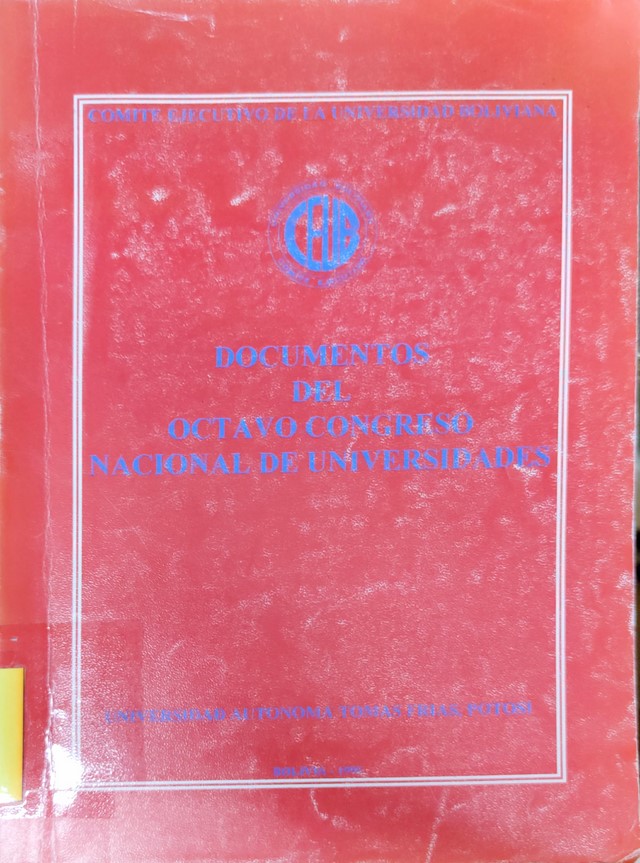 COMITE EJECUTIVO DE LA UNIVERSIDAD BOLIVIANA
CEUB
DOCUMENTOS
DEL
OCTAVO CONGRESO
NACIONAL DE UNIVERSIDADES
UNIVERSIDAD AUTONOMA TOMAS FRIAS, POTOSI